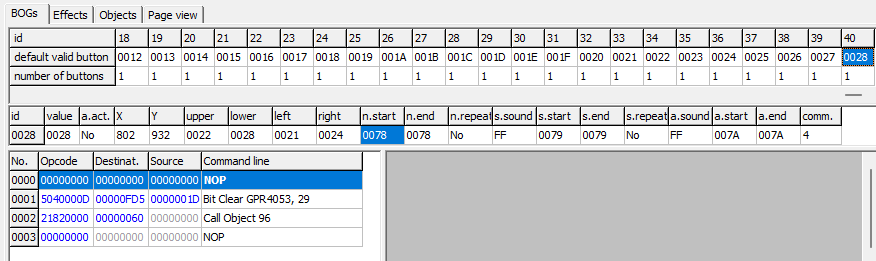 BOGs Effects Objects Page view
id 18 19 20 21 22 23 24 25 26 27 28 29 30 31 32 33 34 35 36 37 38 39 40
default valid button 0012 0013 0014 0015 0016 0017 0018 0019 001A 001B 001C 001D 001E 001F 0020 0021 0022 0023 0024 0025 0026 0027 0028
number of buttons 1 1 1 1 1 1 1 1 1 1 1 1 1 1 1 1 1 1 1 1 1 1 1
id value a.act. X Y upper lower left right n.start n.end n.repeat s.sound s.start s.end s.repeat a.sound a.start a.end comm.
0028 0028 No 802 932 0022 0028 0021 0024 0078 0078 No FF 0079 0079 No FF 007A 007A 4
No. Opcode Destinat. Source Command line
0000 00000000 00000000 00000000 NOP
0001 5040000D 00000FD5 0000001D Bit Clear GPR4053, 29
0002 21820000 00000060 00000000 Call Object 96
0003 00000000 00000000 00000000 NOP